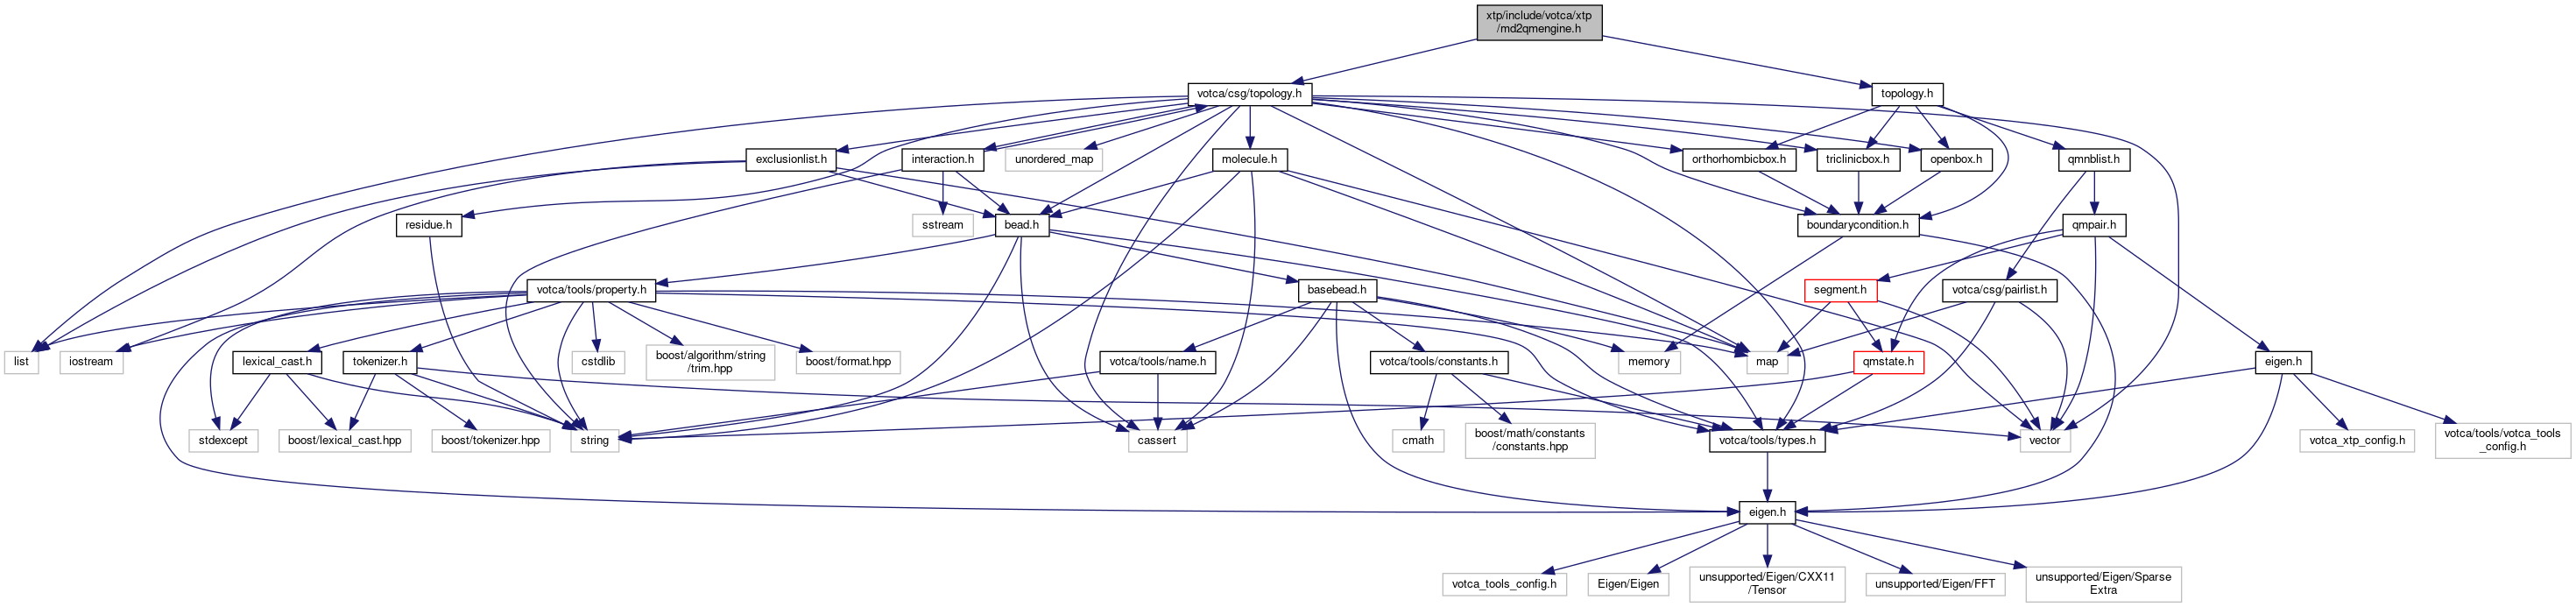 xtp/include/votca/xtp
/md2qmengine.h
votca/csg/topology.h
topology.h
exclusionlist.h
interaction.h
unordered_map
molecule.h
orthorhombicbox.h
triclinicbox.h
openbox.h
qmnblist.h
residue.h
sstream
bead.h
boundarycondition.h
qmpair.h
votca/tools/property.h
basebead.h
segment.h
votca/csg/pairlist.h
list
iostream
lexical_cast.h
tokenizer.h
cstdlib
boost/algorithm/string
/trim.hpp
boost/format.hpp
votca/tools/name.h
votca/tools/constants.h
memory
map
qmstate.h
eigen.h
stdexcept
boost/lexical_cast.hpp
boost/tokenizer.hpp
string
cassert
cmath
boost/math/constants
/constants.hpp
votca/tools/types.h
vector
votca_xtp_config.h
votca/tools/votca_tools
_config.h
eigen.h
votca_tools_config.h
Eigen/Eigen
unsupported/Eigen/CXX11
/Tensor
unsupported/Eigen/FFT
unsupported/Eigen/Sparse
Extra